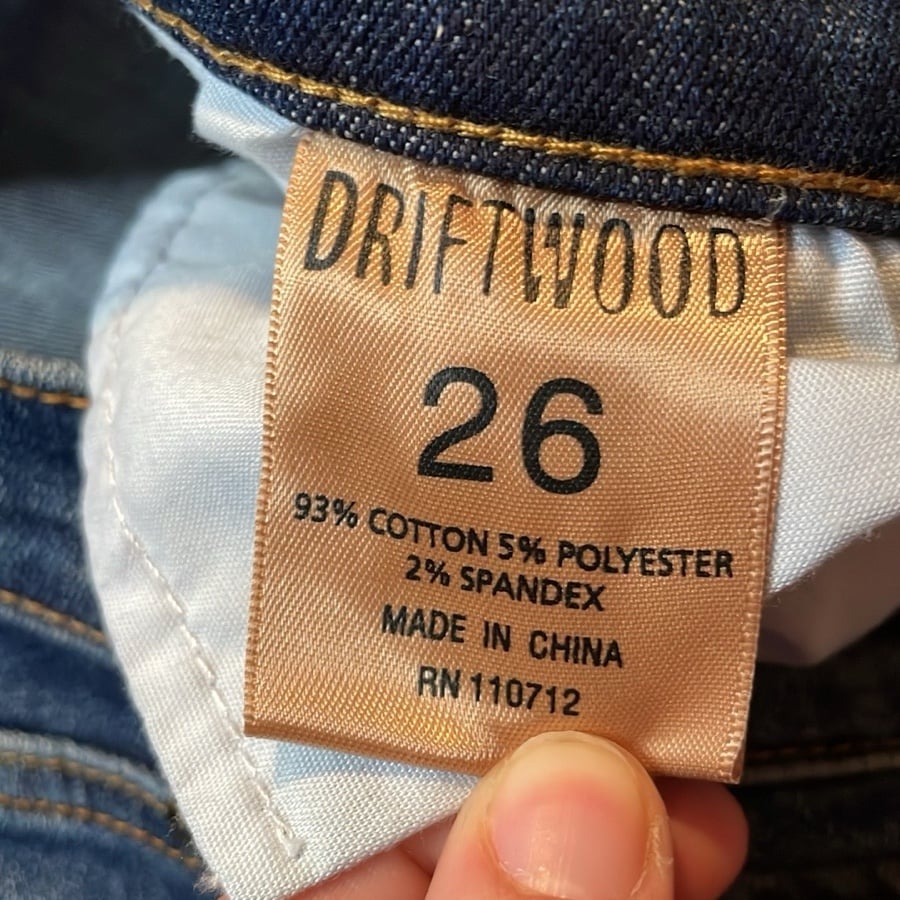 DRIFTWOOD
26
93% COTTON 5% POLYESTER
2% SPANDEX
MADE IN CHINA
RN 110712